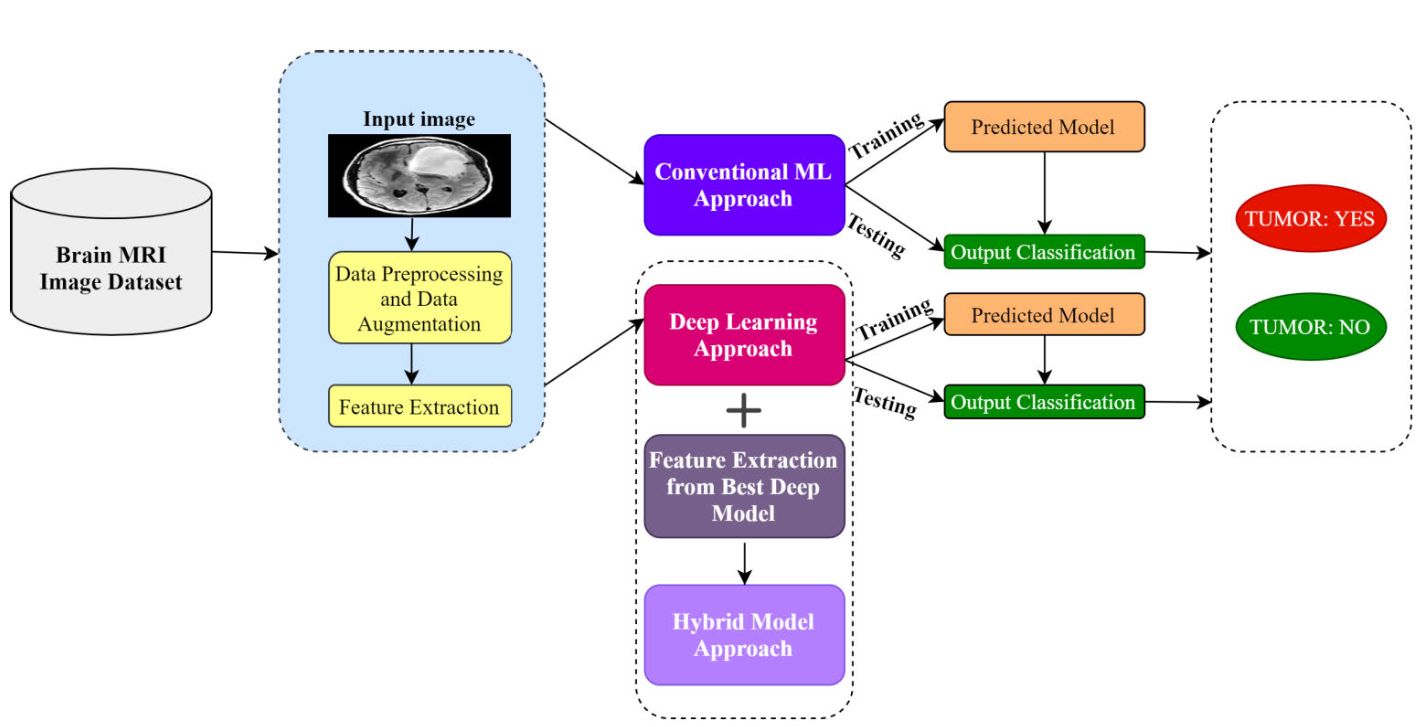 Brain MRI
Image Dataset
Input image
Data Preprocessing
and Data
Augmentation
Feature Extraction
Conventional ML
Approach
Training
Testing
Predicted Model
Output Classification
Deep Learning
Approach
Training
Testing
Predicted Model
Output Classification
+
Feature Extraction
from Best Deep
Model
Hybrid Model
Approach
TUMOR: YES
TUMOR: NO